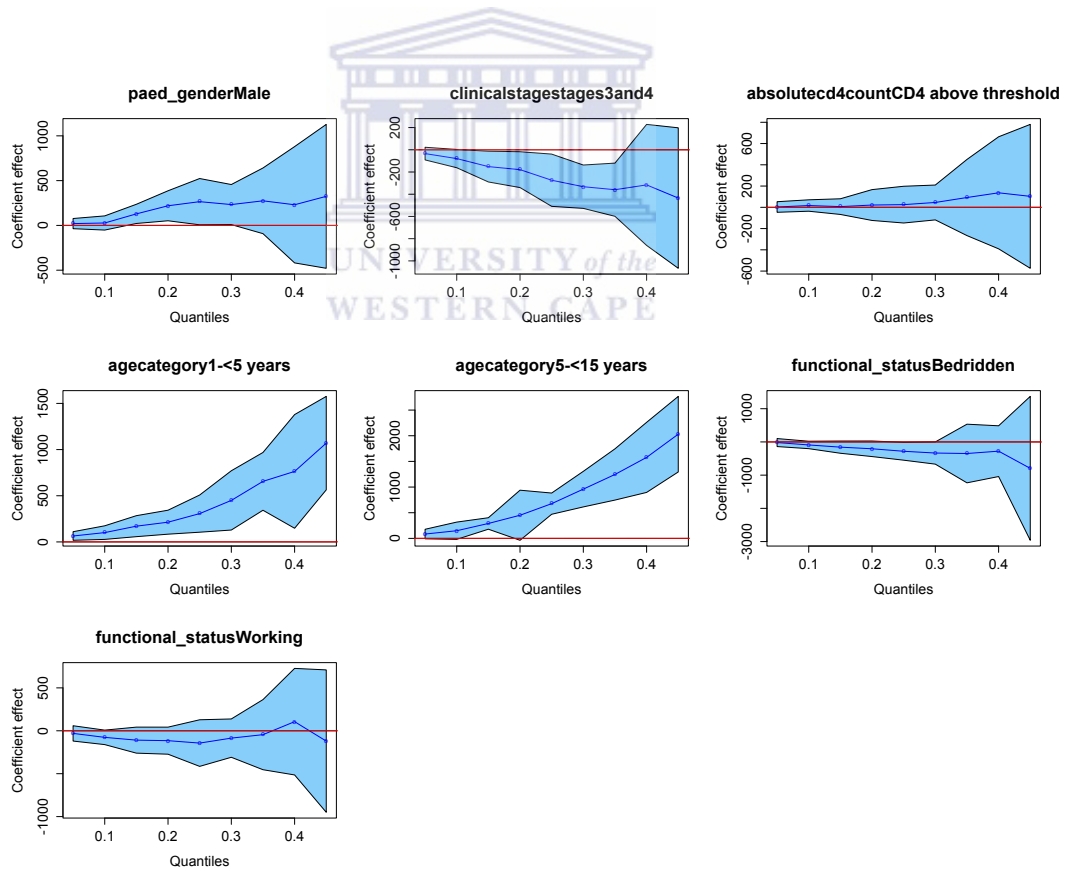 paed_genderMale
Coefficient effect
-500
0
500
1000
0.1 0.2 0.3 0.4
Quantiles
clinicalstagestages3and4
Coefficient effect
-1000
-600
-200
200
0.1 0.2 0.3 0.4
Quantiles
absolutecd4countCD4 above threshold
Coefficient effect
-600
-200
200
600
0.1 0.2 0.3 0.4
Quantiles
UNIVERSITY of the
WESTERN CAPE
agecategory1-<5 years
Coefficient effect
0
500
1000
1500
0.1 0.2 0.3 0.4
Quantiles
agecategory5-<15 years
Coefficient effect
0
1000
2000
0.1 0.2 0.3 0.4
Quantiles
functional_statusBedridden
Coefficient effect
-3000
-1000
1000
0.1 0.2 0.3 0.4
Quantiles
functional_statusWorking
Coefficient effect
-1000
0
500
0.1 0.2 0.3 0.4
Quantiles